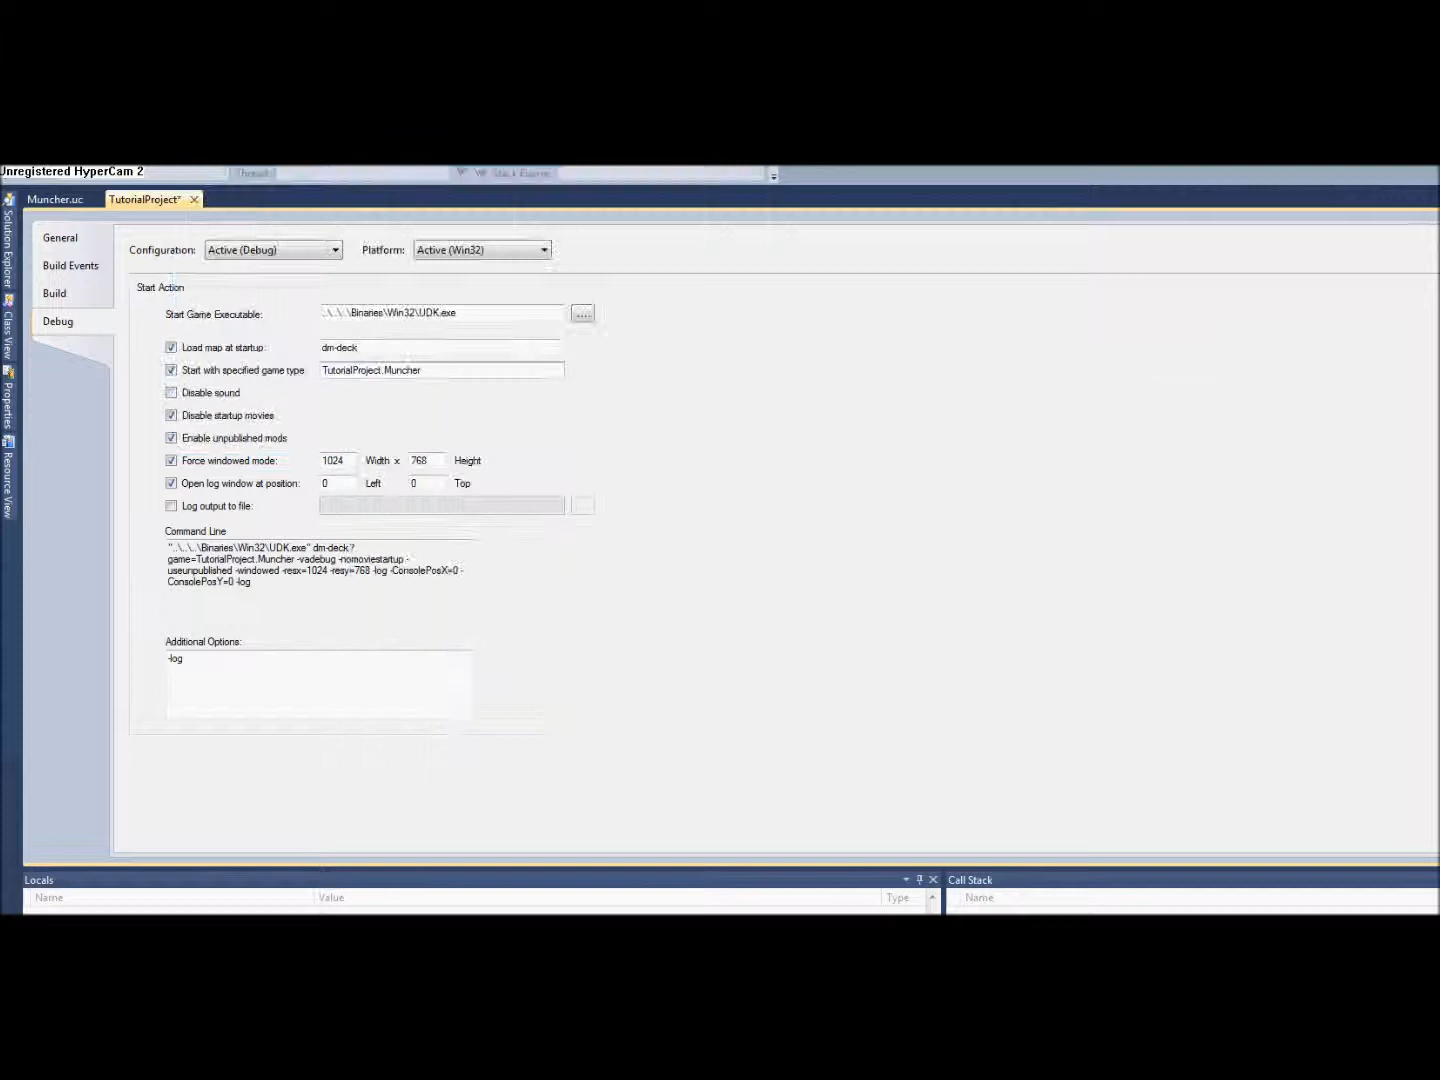 Unregistered HyperCam 2
Thread:
Stack Frame:
Muncher.uc
TutorialProject*
Solution Explorer
Class View
Properties
Resource View
General
Build Events
Build
Debug
Configuration: Active (Debug) Platform: Active (Win32)
Start Action
Start Game Executable: ..\..\..\Binaries\Win32\UDK.exe ....
Load map at startup: dm-deck
Start with specified game type TutorialProject.Muncher
Disable sound
Disable startup movies
Enable unpublished mods
Force windowed mode: 1024 Width x 768 Height
Open log window at position: 0 Left 0 Top
Log output to file:
Command Line
"..\..\..\Binaries\Win32\UDK.exe" dm-deck?
game=TutorialProject.Muncher -vadebug -nomoviestartup -
useunpublished -windowed -resx=1024 -resy=768 -log -ConsolePosX=0 -
ConsolePosY=0 -log
Additional Options:
-log
Locals
Name Value Type
Call Stack
Name